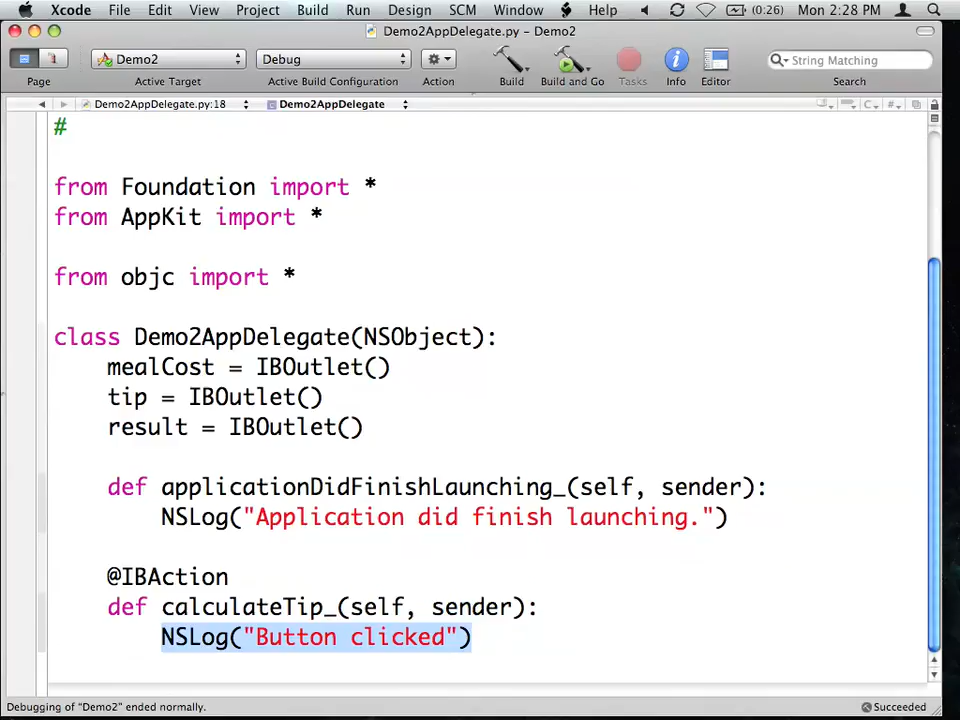 Xcode File Edit View Project Build Run Design SCM Window Help (0:26) Mon 2:28 PM
Demo2AppDelegate.py – Demo2
Demo2 Debug String Matching
Page Active Target Active Build Configuration Action Build Build and Go Tasks Info Editor Search
Demo2AppDelegate.py:18 Demo2AppDelegate C #
#
from Foundation import *
from AppKit import *
from objc import *
class Demo2AppDelegate(NSObject):
mealCost = IBOutlet()
tip = IBOutlet()
result = IBOutlet()
def applicationDidFinishLaunching_(self, sender):
NSLog("Application did finish launching.")
@IBAction
def calculateTip_(self, sender):
NSLog("Button clicked")
Debugging of “Demo2” ended normally. Succeeded